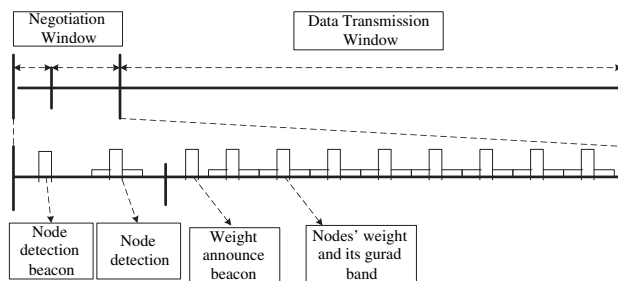 Negotiation
Window
Data Transmission
Window
Node
detection
beacon
Node
detection
Weight
announce
beacon
Nodes' weight
and its gurad
band